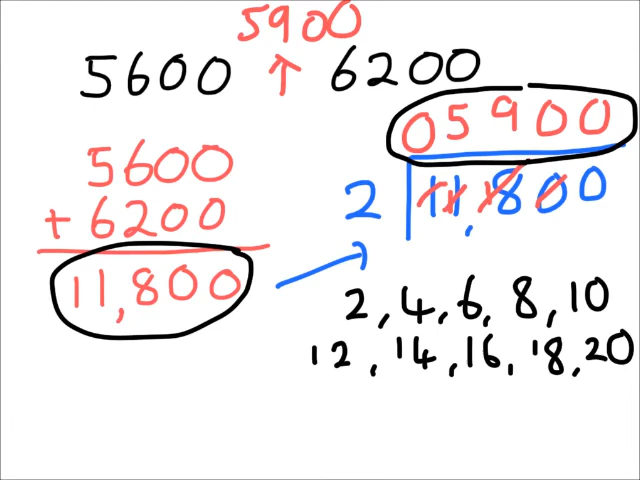 5900
5600 ↑ 6200
05900
2 11,800
5600
+ 6200
11,800
2, 4, 6, 8, 10
12, 14, 16, 18, 20